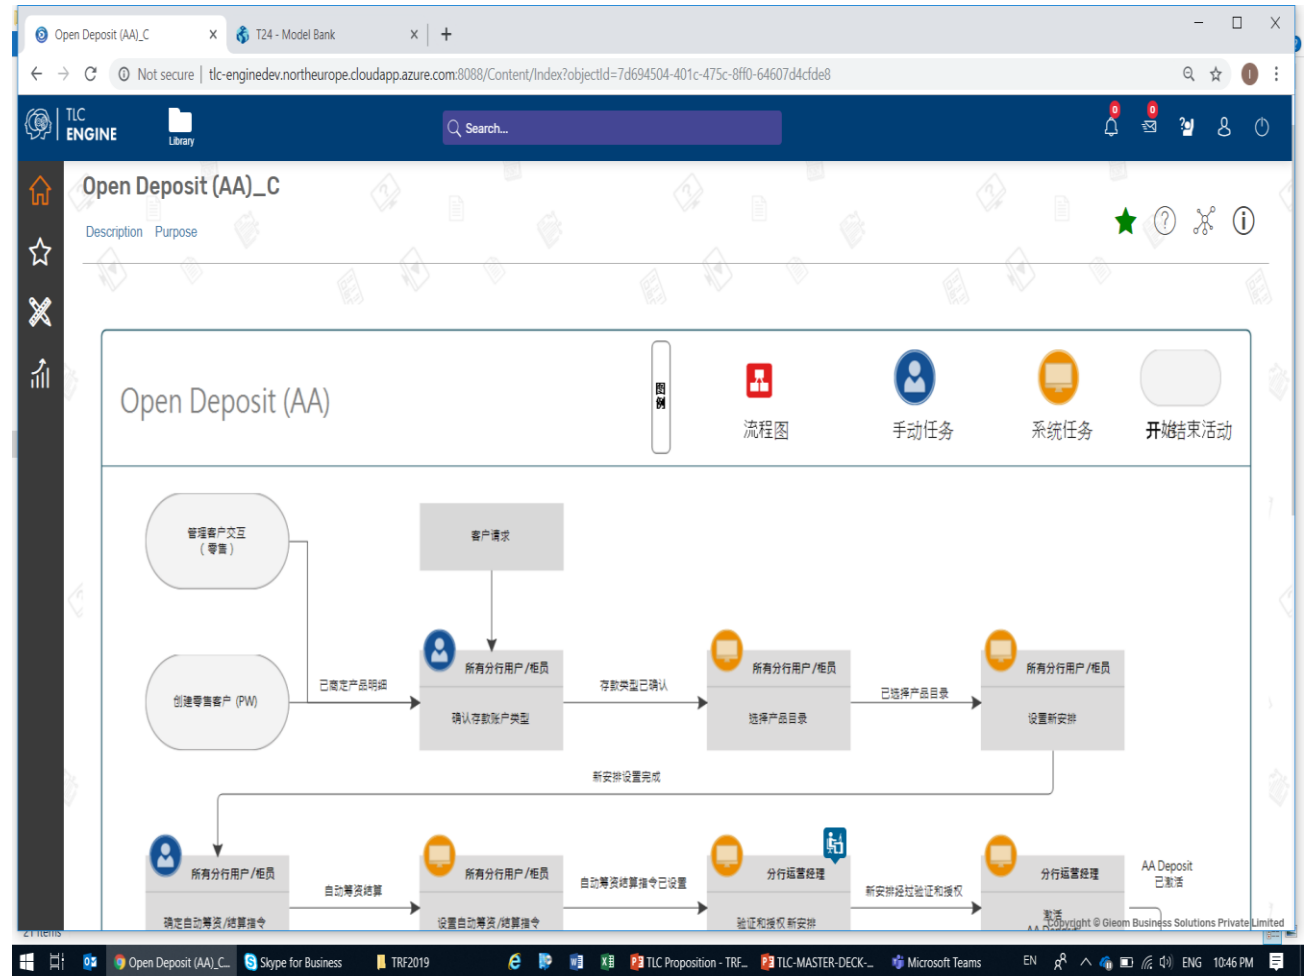 Open Deposit (AA)_C
T24 - Model Bank
Not secure | tlc-enginedev.northeurope.cloudapp.azure.com:8088/Content/Index?objectId=7d694504-401c-475c-8ff0-64607d4cfde8
I
TLC
ENGINE
Library
Search...
0
0
Open Deposit (AA)_C
Description Purpose
Open Deposit (AA)
图例
流程图
手动任务
系统任务
开始结束活动
管理客户交互
（零售）
客户请求
创建零售客户 (PW)
已商定产品明细
所有分行用户/柜员
确认存款账户类型
存款类型已确认
所有分行用户/柜员
选择产品目录
已选择产品目录
所有分行用户/柜员
设置新安排
新安排设置完成
所有分行用户/柜员
确定自动筹资/结算指令
自动筹资结算
所有分行用户/柜员
设置自动筹资/结算指令
自动筹资结算指令已设置
分行运营经理
验证和授权新安排
新安排经过验证和授权
分行运营经理
激活
AA Deposit
已激活
Copyright © Gieom Business Solutions Private Limited
21 items
Open Deposit (AA)_C...
Skype for Business
TRF2019
TLC Proposition - TRF...
TLC-MASTER-DECK-...
Microsoft Teams
EN
ENG
10:46 PM